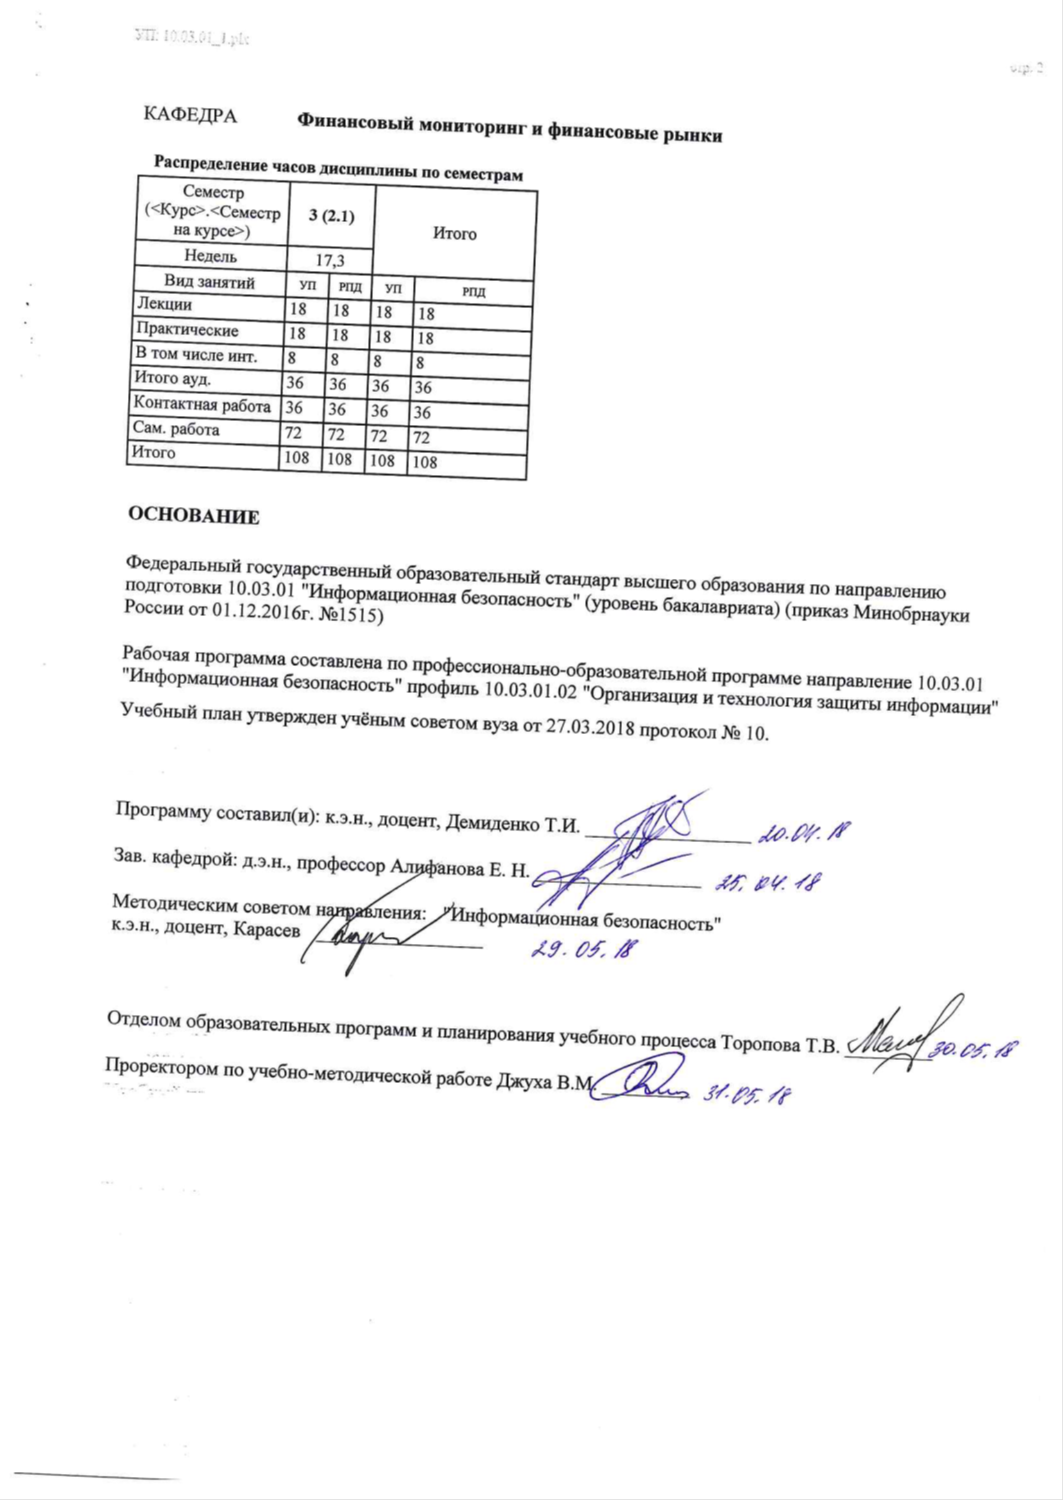 УП: 10.03.01_1.plx
стр. 2
КАФЕДРА Финансовый мониторинг и финансовые рынки
Распределение часов дисциплины по семестрам
Семестр
(<Курс>.<Семестр
на курсе>)
3 (2.1)
Итого
Недель 17,3
Вид занятий УП РПД УП РПД
Лекции 18 18 18 18
Практические 18 18 18 18
В том числе инт. 8 8 8 8
Итого ауд. 36 36 36 36
Контактная работа 36 36 36 36
Сам. работа 72 72 72 72
Итого 108 108 108 108
ОСНОВАНИЕ
Федеральный государственный образовательный стандарт высшего образования по направлению
подготовки 10.03.01 "Информационная безопасность" (уровень бакалавриата) (приказ Минобрнауки
России от 01.12.2016г. №1515)
Рабочая программа составлена по профессионально-образовательной программе направление 10.03.01
"Информационная безопасность" профиль 10.03.01.02 "Организация и технология защиты информации"
Учебный план утвержден учёным советом вуза от 27.03.2018 протокол № 10.
Программу составил(и): к.э.н., доцент, Демиденко Т.И. 20.04.18
Зав. кафедрой: д.э.н., профессор Алифанова Е. Н. 25.04.18
Методическим советом направления: "Информационная безопасность"
к.э.н., доцент, Карасев 29.05.18
Отделом образовательных программ и планирования учебного процесса Торопова Т.В. 30.05.18
Проректором по учебно-методической работе Джуха В.М. 31.05.18